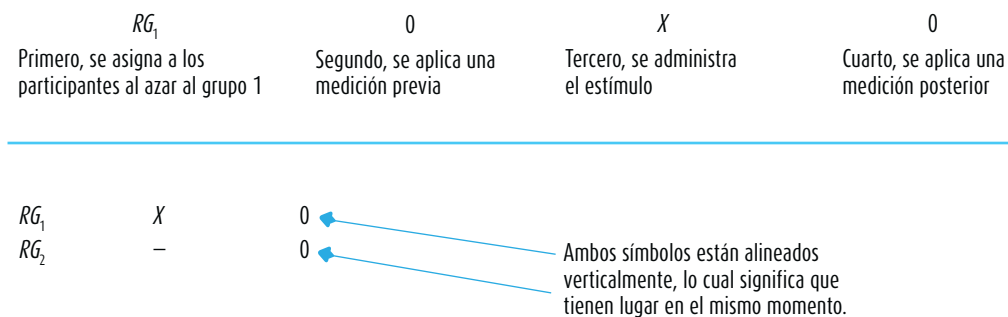 RG₁ 0 X 0
Primero, se asigna a los
participantes al azar al grupo 1
Segundo, se aplica una
medición previa
Tercero, se administra
el estímulo
Cuarto, se aplica una
medición posterior
RG₁ X 0
RG₂ – 0
Ambos símbolos están alineados
verticalmente, lo cual significa que
tienen lugar en el mismo momento.